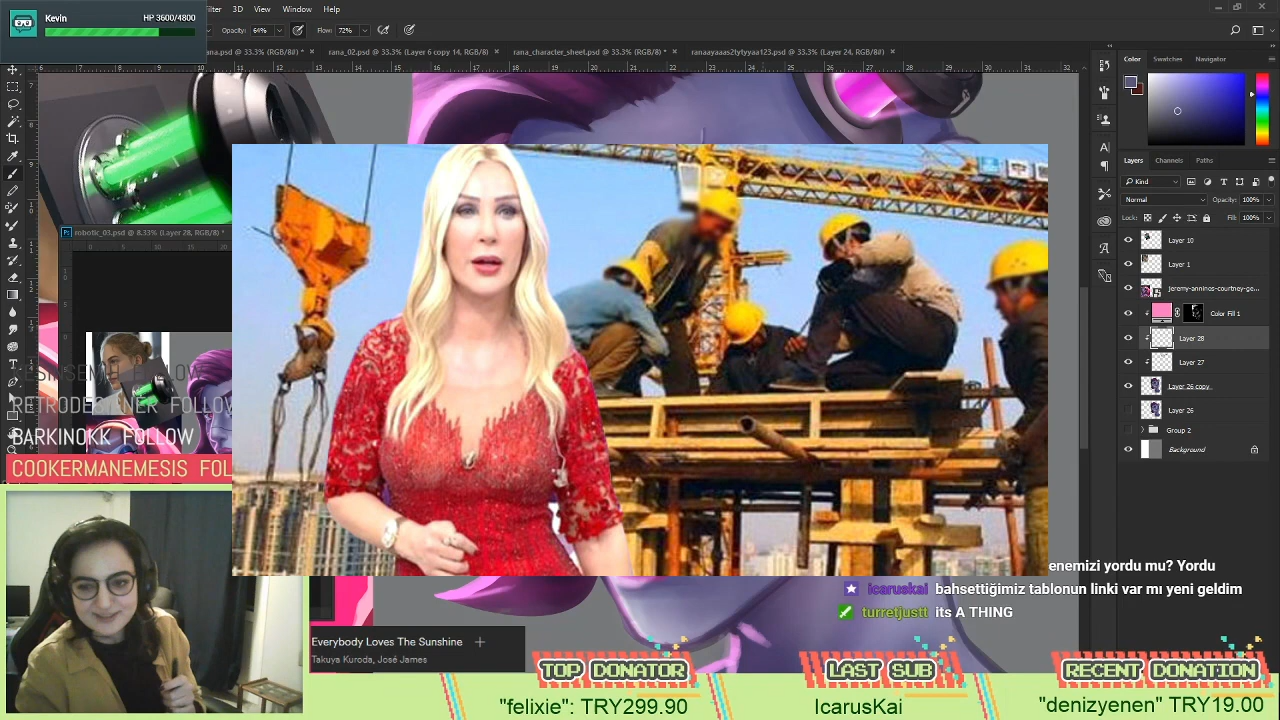 Kevin
HP 3600/4800
3D View Window Help
Opacity: 64% Flow: 72%
rana_02.psd @ 33.3% (Layer 6 copy 14, RGB/8)
rana_character_sheet.psd @ 33.3% (RGB/8#) *
ranaayaaas2tytyyaa123.psd @ 33.3% (Layer 24, RGB/8#)
Color Swatches Navigator
Layers Channels Paths
Kind
Normal Opacity: 100%
Lock: Fill: 100%
Layer 10
Layer 1
jeremy-anninos-courtney-ge...
Color Fill 1
Layer 28
Layer 27
Layer 26 copy
Layer 26
Group 2
Background
robotic_03.psd @ 8.33% (Layer 28, RGB/8) *
RETRODESIGNER FOLLOW
BARKINOKK FOLLOW
COOKERMANEMESIS FOL
enemizi yordu mu? Yordu
icaruskai bahsettiğimiz tablonun linki var mı yeni geldim
turretjustt its A THING
Everybody Loves The Sunshine
Takuya Kuroda, José James
TOP DONATOR
"felixie": TRY299.90
LAST SUB
IcarusKai
RECENT DONATION
"denizyenen" TRY19.00